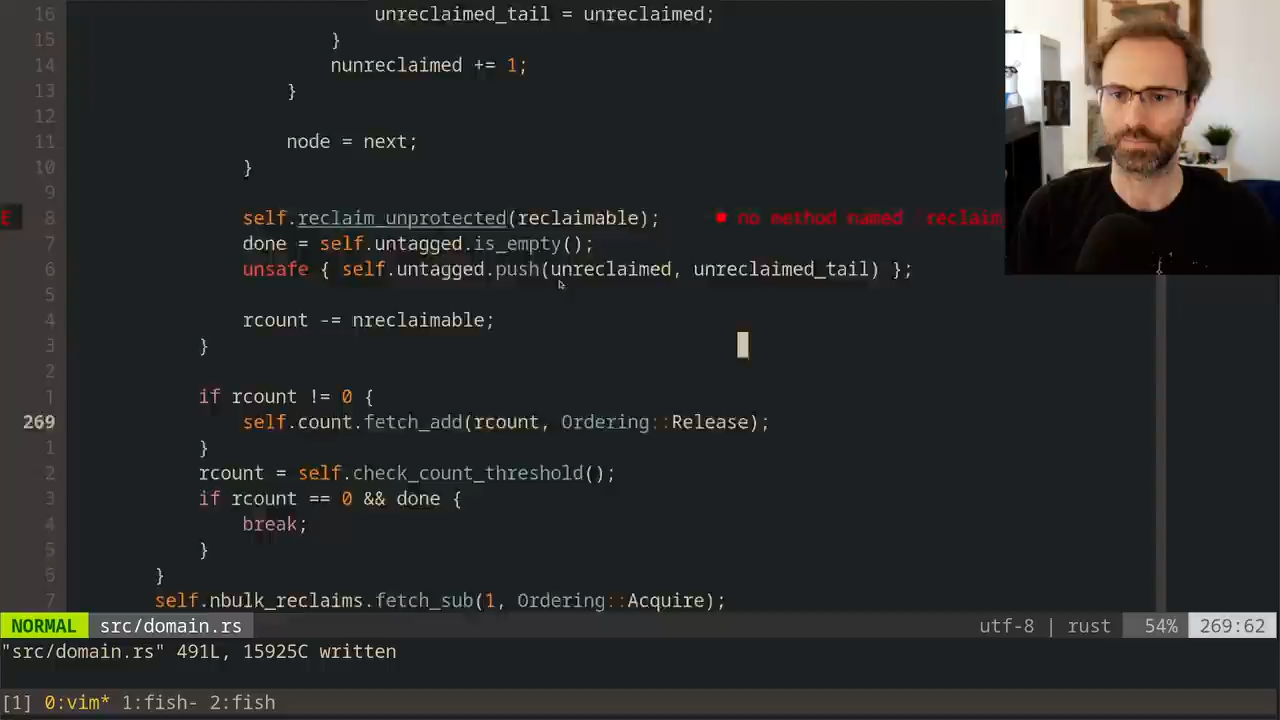 16 unreclaimed_tail = unreclaimed;
15 }
14 nunreclaimed += 1;
13 }
12
11 node = next;
10 }
9
E 8 self.reclaim_unprotected(reclaimable); ● no method named `reclaim_
7 done = self.untagged.is_empty();
6 unsafe { self.untagged.push(unreclaimed, unreclaimed_tail) };
5
4 rcount -= nreclaimable;
3 }
2
1 if rcount != 0 {
269 self.count.fetch_add(rcount, Ordering::Release);
1 }
2 rcount = self.check_count_threshold();
3 if rcount == 0 && done {
4 break;
5 }
6 }
7 self.nbulk_reclaims.fetch_sub(1, Ordering::Acquire);
NORMAL src/domain.rs utf-8 | rust 54% 269:62
"src/domain.rs" 491L, 15925C written
[1] 0:vim* 1:fish- 2:fish